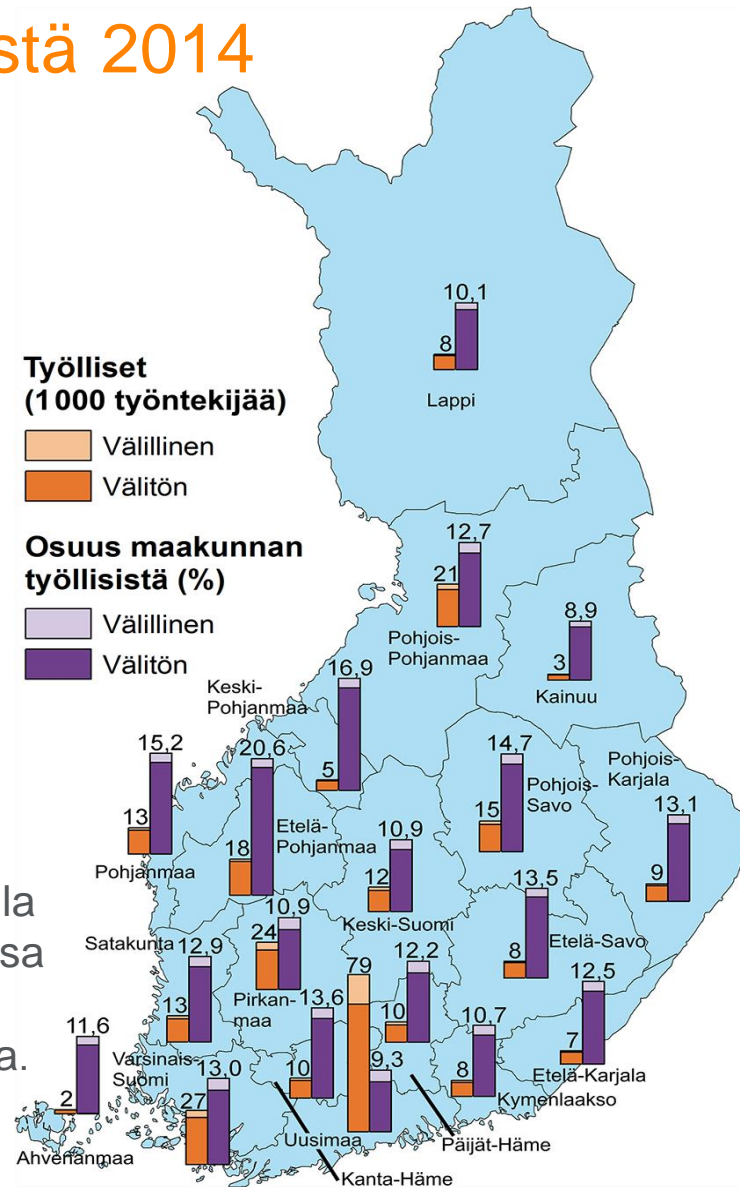 stä 2014
10,1
8
Lappi
Työlliset
(1000 työntekijää)
Välillinen
Välitön
Osuus maakunnan
työllisistä (%)
Välillinen
Välitön
12,7
21
Pohjois-
Pohjanmaa
8,9
3
Kainuu
Keski-
Pohjanmaa
16,9
5
15,2
13
Pohjanmaa
20,6
18
Etelä-
Pohjanmaa
14,7
15
Pohjois-
Savo
Pohjois-
Karjala
13,1
9
10,9
12
Keski-Suomi
13,5
8
Etelä-Savo
la
sa
a.
Satakunta
12,9
13
10,9
24
Pirkan-
maa
13,6
10
79
9,3
Uusimaa
12,2
10
10,7
8
Kymenlaakso
12,5
7
Etelä-Karjala
11,6
2
Ahvenanmaa
Varsinais-
Suomi
13,0
27
Päijät-Häme
Kanta-Häme